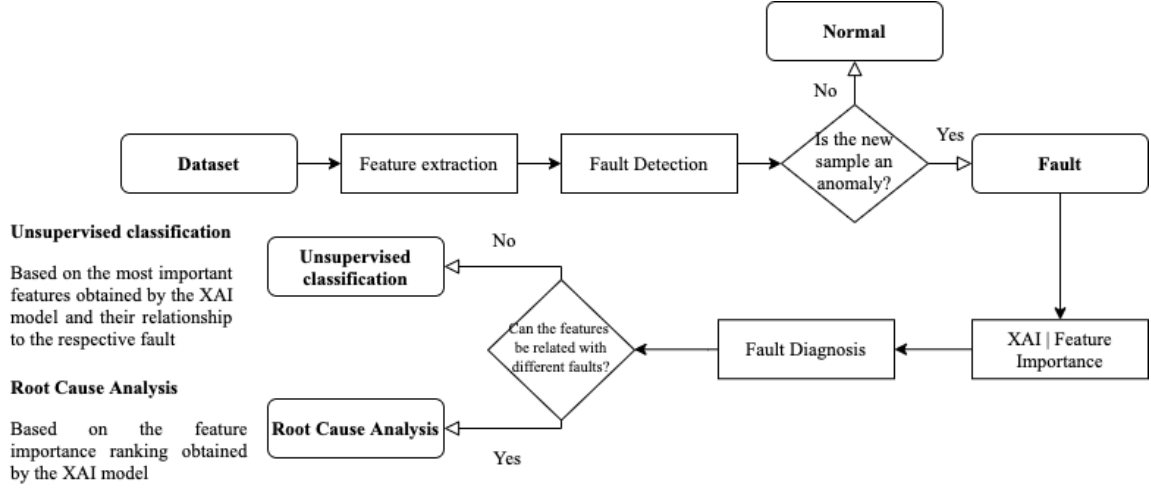 Normal
No
Is the new
sample an
anomaly?
Yes
Dataset
Feature extraction
Fault Detection
Fault
Unsupervised classification
Based on the most important
features obtained by the XAI
model and their relationship
to the respective fault
No
Unsupervised
classification
Can the features
be related with
different faults?
Fault Diagnosis
XAI | Feature
Importance
Root Cause Analysis
Based on the feature
importance ranking obtained
by the XAI model
Root Cause Analysis
Yes